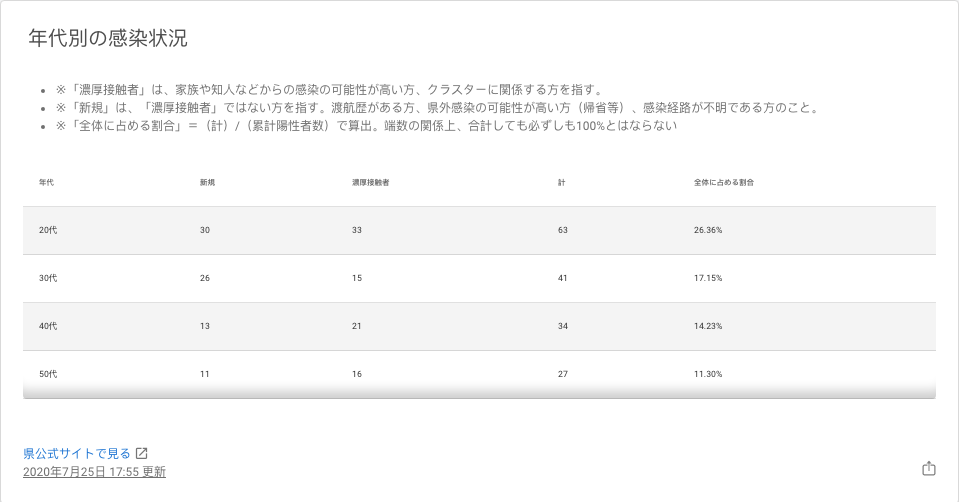 年代別の感染状況
※「濃厚接触者」は、家族や知人などからの感染の可能性が高い方、クラスターに関係する方を指す。
※「新規」は、「濃厚接触者」ではない方を指す。渡航歴がある方、県外感染の可能性が高い方（帰省等）、感染経路が不明である方のこと。
※「全体に占める割合」＝（計）/（累計陽性者数）で算出。端数の関係上、合計しても必ずしも100%とはならない
年代 新規 濃厚接触者 計 全体に占める割合
20代 30 33 63 26.36%
30代 26 15 41 17.15%
40代 13 21 34 14.23%
50代 11 16 27 11.30%
県公式サイトで見る
2020年7月25日 17:55 更新